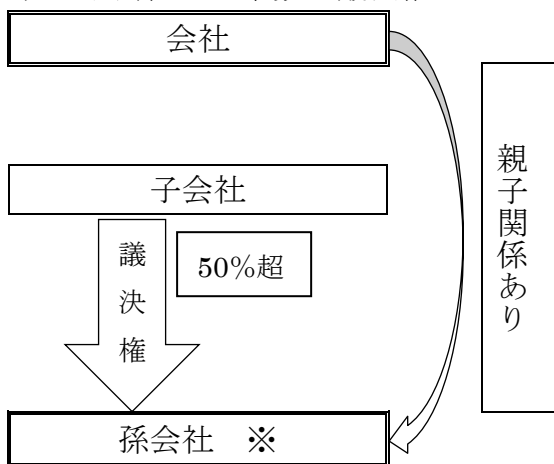 会社
子会社
議決権
50%超
親子関係あり
孫会社 ※